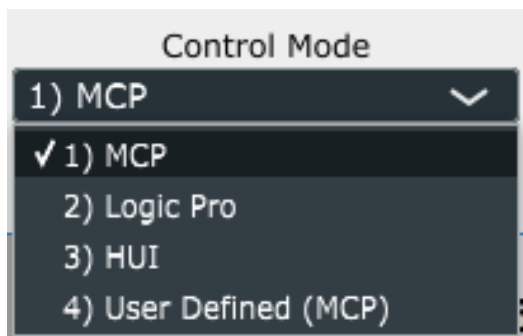 Control Mode
1) MCP
✓ 1) MCP
2) Logic Pro
3) HUI
4) User Defined (MCP)